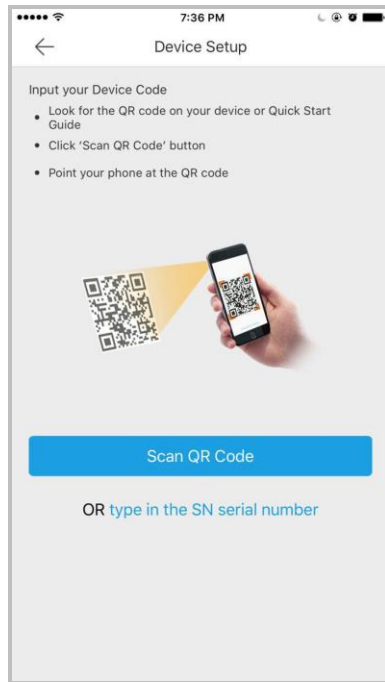 7:36 PM
Device Setup
Input your Device Code
• Look for the QR code on your device or Quick Start
Guide
• Click 'Scan QR Code' button
• Point your phone at the QR code
Scan QR Code
OR type in the SN serial number